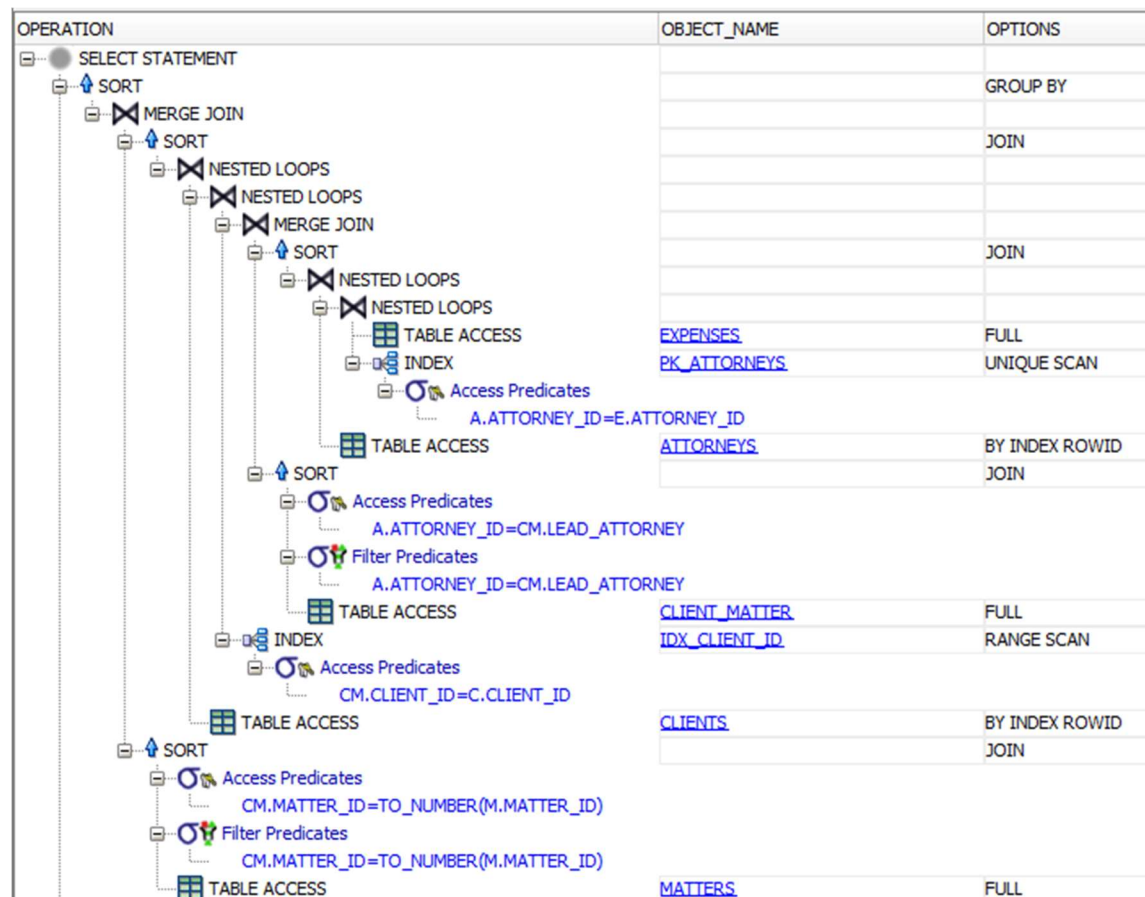 OPERATION OBJECT_NAME OPTIONS
SELECT STATEMENT
SORT GROUP BY
MERGE JOIN
SORT JOIN
NESTED LOOPS
NESTED LOOPS
MERGE JOIN
SORT JOIN
NESTED LOOPS
NESTED LOOPS
TABLE ACCESS EXPENSES FULL
INDEX PK_ATTORNEYS UNIQUE SCAN
Access Predicates
A.ATTORNEY_ID=E.ATTORNEY_ID
TABLE ACCESS ATTORNEYS BY INDEX ROWID
SORT JOIN
Access Predicates
A.ATTORNEY_ID=CM.LEAD_ATTORNEY
Filter Predicates
A.ATTORNEY_ID=CM.LEAD_ATTORNEY
TABLE ACCESS CLIENT_MATTER FULL
INDEX IDX_CLIENT_ID RANGE SCAN
Access Predicates
CM.CLIENT_ID=C.CLIENT_ID
TABLE ACCESS CLIENTS BY INDEX ROWID
SORT JOIN
Access Predicates
CM.MATTER_ID=TO_NUMBER(M.MATTER_ID)
Filter Predicates
CM.MATTER_ID=TO_NUMBER(M.MATTER_ID)
TABLE ACCESS MATTERS FULL